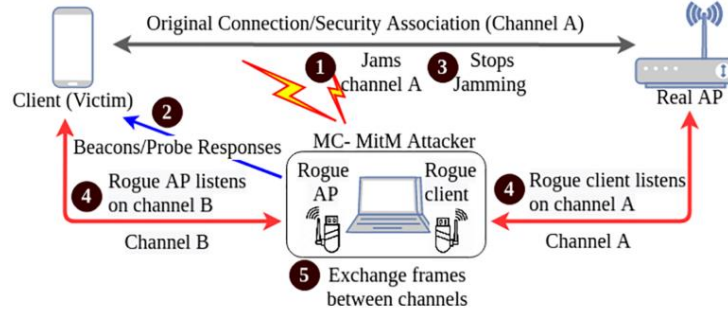 Original Connection/Security Association (Channel A)
1 Jams
channel A
3 Stops
Jamming
Client (Victim)
Real AP
2
Beacons/Probe Responses
MC- MitM Attacker
Rogue
AP
Rogue
client
4 Rogue AP listens
on channel B
Channel B
4 Rogue client listens
on channel A
Channel A
5 Exchange frames
between channels